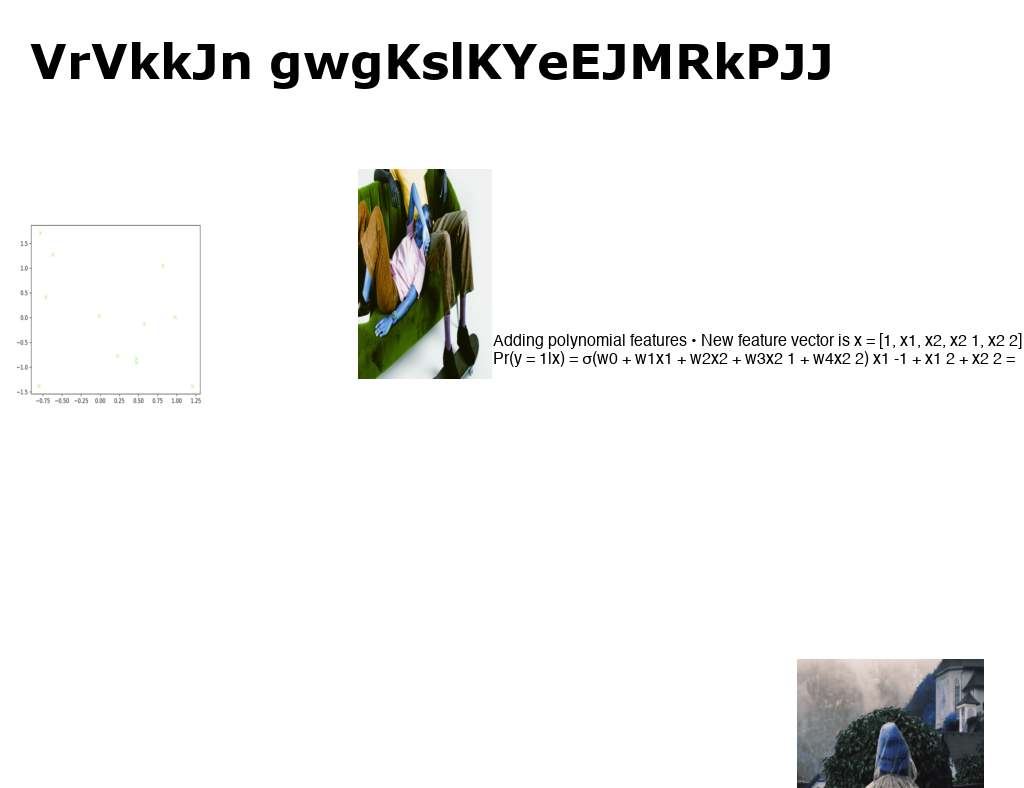 VrVkkJn gwgKslKYeEJMRkPJJ
1.5
1.0
0.5
0.0
−0.5
−1.0
−1.5
−0.75 −0.50 −0.25 0.00 0.25 0.50 0.75 1.00 1.25
Adding polynomial features • New feature vector is x = [1, x1, x2, x2 1, x2 2]
Pr(y = 1|x) = σ(w0 + w1x1 + w2x2 + w3x2 1 + w4x2 2) x1 -1 + x1 2 + x2 2 =